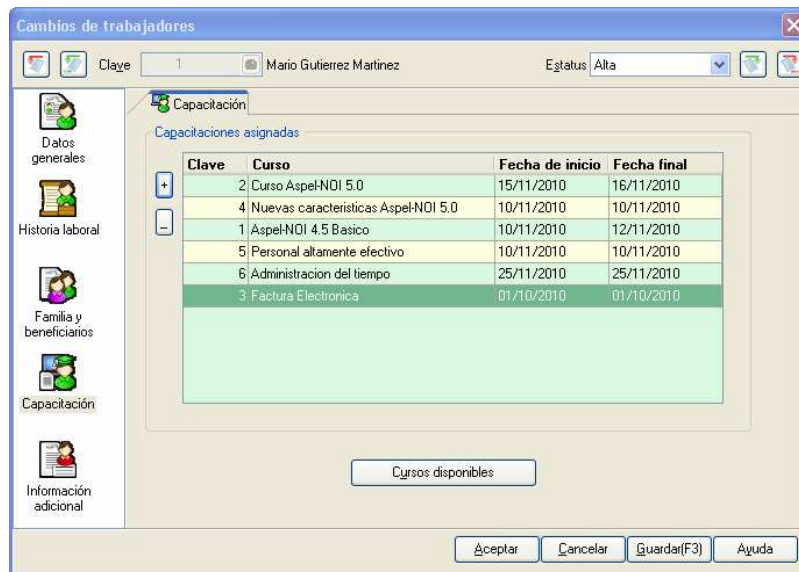 Cambios de trabajadores
Clave 1 Mario Gutierrez Martinez Estatus Alta
Datos generales
Historia laboral
Familia y beneficiarios
Capacitación
Información adicional
Capacitación
Capacitaciones asignadas
Clave Curso Fecha de inicio Fecha final
2 Curso Aspel-NOI 5.0 15/11/2010 16/11/2010
4 Nuevas caracteristicas Aspel-NOI 5.0 10/11/2010 10/11/2010
1 Aspel-NOI 4.5 Basico 10/11/2010 12/11/2010
5 Personal altamente efectivo 10/11/2010 10/11/2010
6 Administracion del tiempo 25/11/2010 25/11/2010
3 Factura Electronica 01/10/2010 01/10/2010
+
-
Cursos disponibles
Aceptar Cancelar Guardar(F3) Ayuda